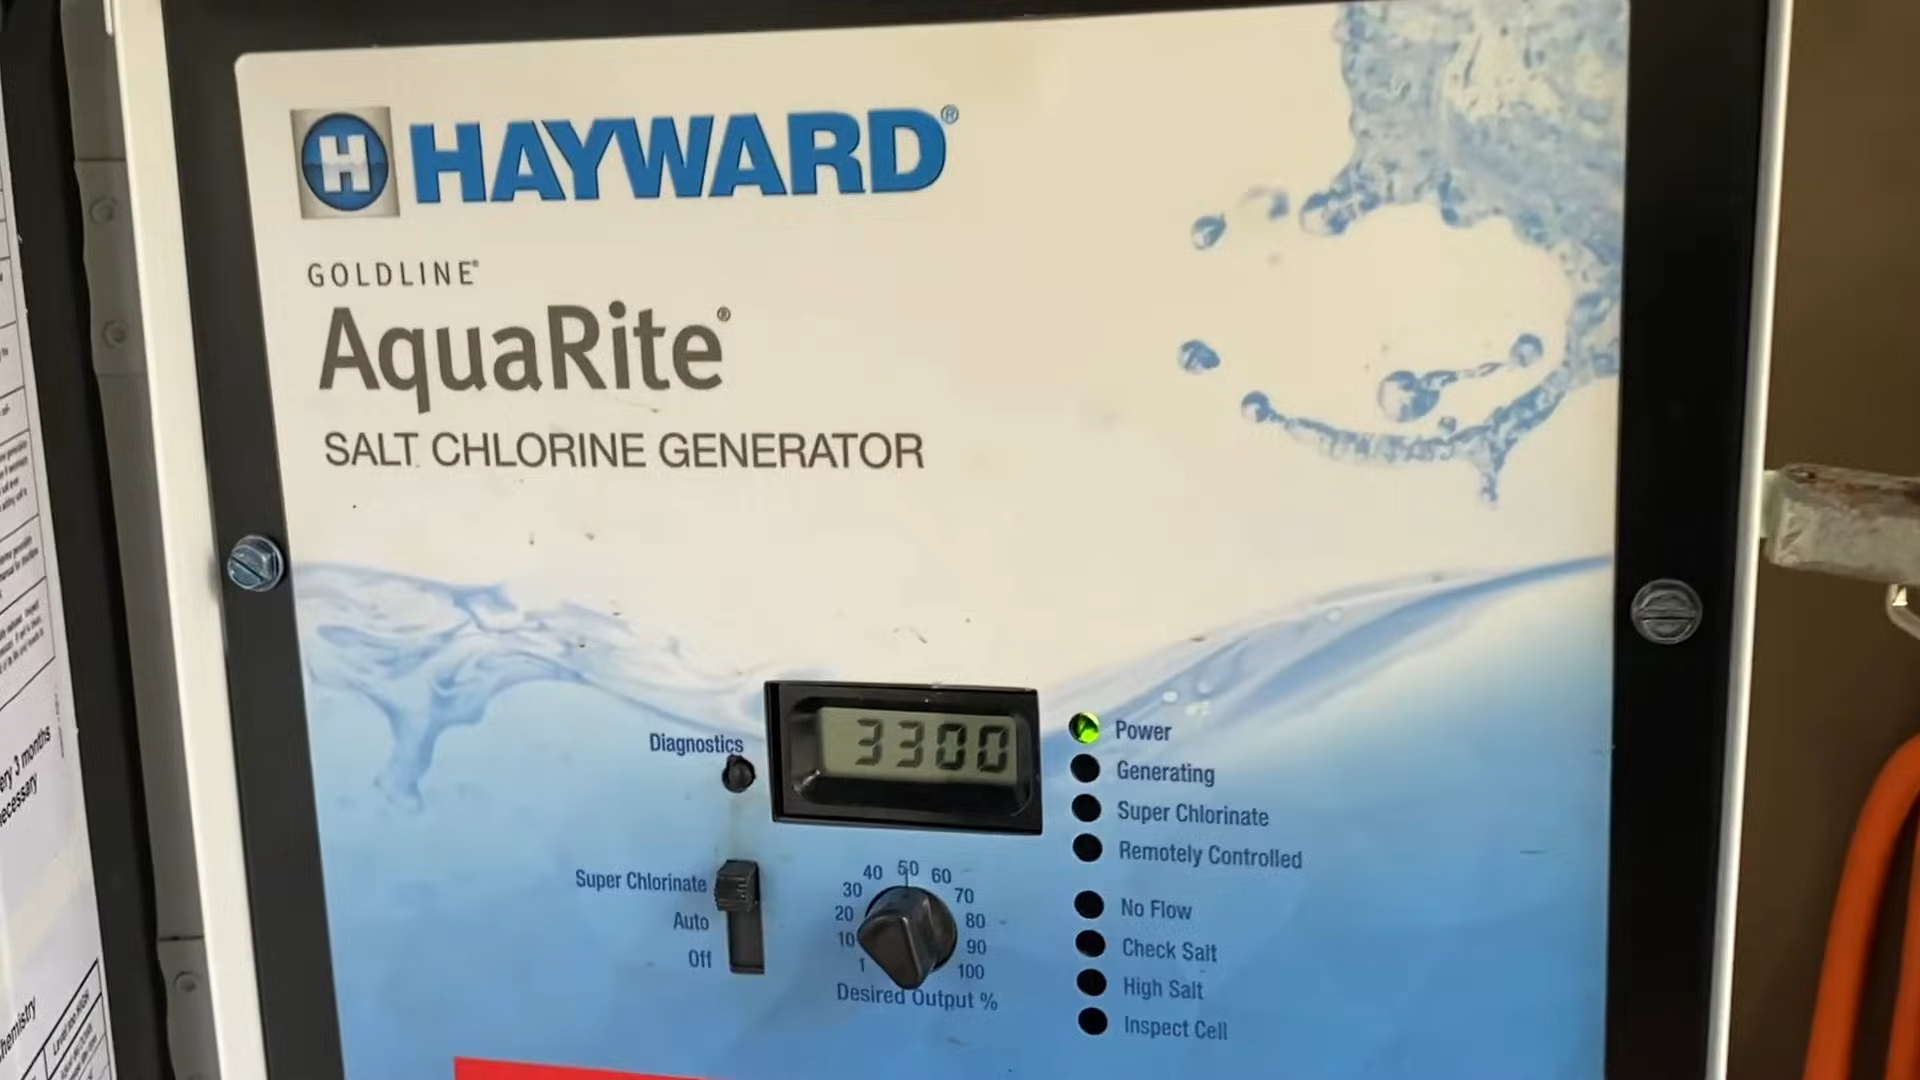 H HAYWARD®
GOLDLINE®
AquaRite®
SALT CHLORINE GENERATOR
Diagnostics
3300
Power
Generating
Super Chlorinate
Remotely Controlled
No Flow
Check Salt
High Salt
Inspect Cell
Super Chlorinate
Auto
Off
1 10 20 30 40 50 60 70 80 90 100
Desired Output %
3 months